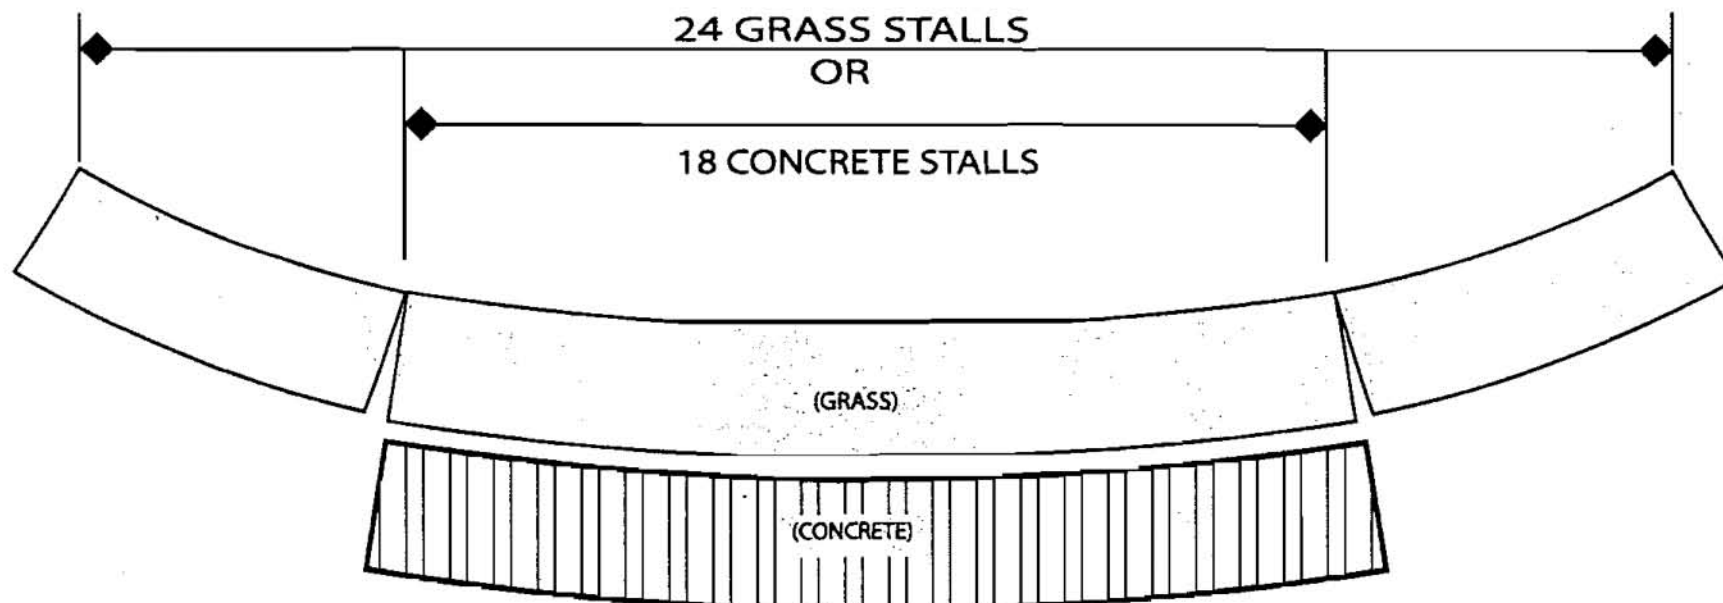 24 GRASS STALLS
OR
18 CONCRETE STALLS
(GRASS)
(CONCRETE)